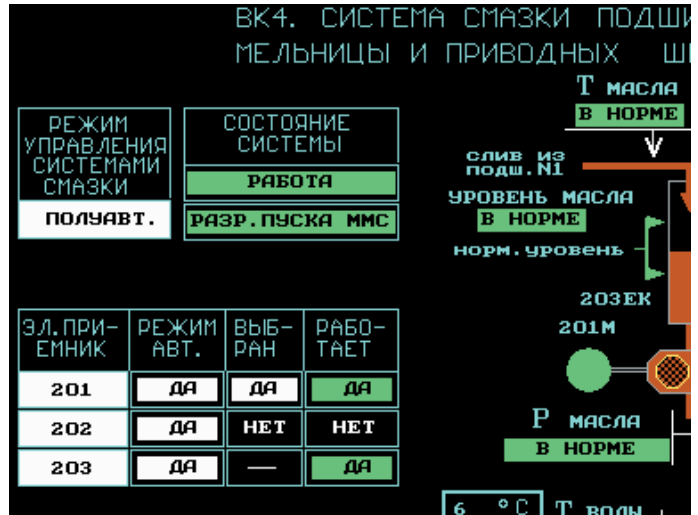 ВК4. СИСТЕМА СМАЗКИ
МЕЛЬНИЦЫ И ПРИВОДНЫХ
Т МАСЛА
В НОРМЕ
РЕЖИМ
УПРАВЛЕНИЯ
СИСТЕМАМИ
СМАЗКИ
ПОЛУАВТ.
СОСТОЯНИЕ
СИСТЕМЫ
РАБОТА
РАЗР.ПУСКА ММС
СЛИВ ИЗ
ПОДШ.N1
УРОВЕНЬ МАСЛА
В НОРМЕ
НОРМ.УРОВЕНЬ
203ЕК
201М
ЭЛ.ПРИ- РЕЖИМ ВЫБ- РАБО-
ЕМНИК АВТ. РАН ТАЕТ
201 ДА ДА ДА
202 ДА НЕТ НЕТ
203 ДА — ДА
Р МАСЛА
В НОРМЕ
6 °C Т ВОДЫ